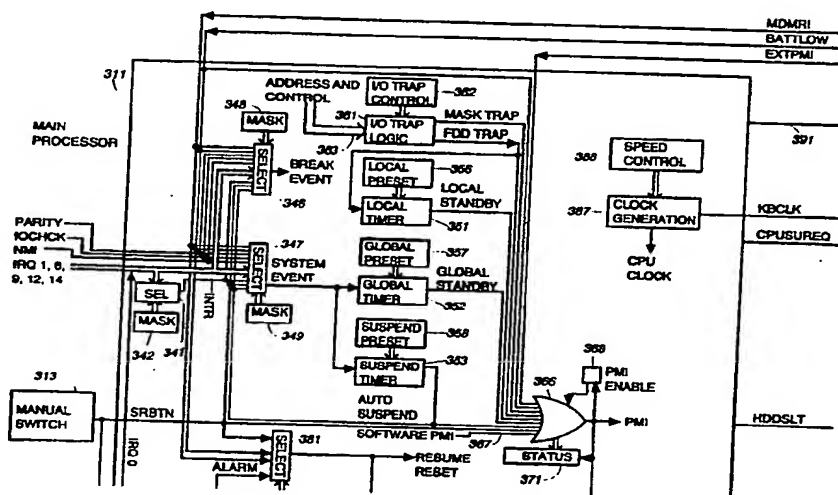 MDMRI
BATTLOW
EXTPMI
311
ADDRESS AND
CONTROL
I/O TRAP
CONTROL
362
MAIN
PROCESSOR
348
MASK
361
I/O TRAP
LOGIC
363
MASK TRAP
FDD TRAP
391
SELECT
BREAK
EVENT
346
366
LOCAL
PRESET
LOCAL
STANDBY
LOCAL
TIMER
351
388
SPEED
CONTROL
387
CLOCK
GENERATION
KBCLK
CPUSUREQ
CPU
CLOCK
PARITY
IOCHCK
NMI
IRQ 1, 6,
9, 12, 14
347
SELECT
SYSTEM
EVENT
GLOBAL
PRESET
357
GLOBAL
STANDBY
GLOBAL
TIMER
352
SEL
INTR
MASK
342
341
MASK
349
SUSPEND
PRESET
358
SUSPEND
TIMER
353
AUTO
SUSPEND
313
MANUAL
SWITCH
SRBTN
IRQ 0
SOFTWARE PMI
367
366
368
PMI
ENABLE
PMI
HDDSLT
SELECT
381
ALARM
RESUME
RESET
STATUS
371